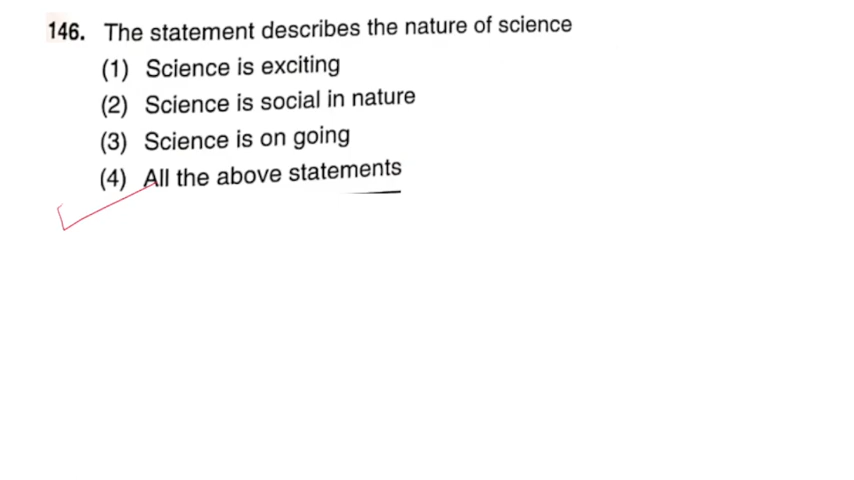 146. The statement describes the nature of science
(1) Science is exciting
(2) Science is social in nature
(3) Science is on going
(4) All the above statements